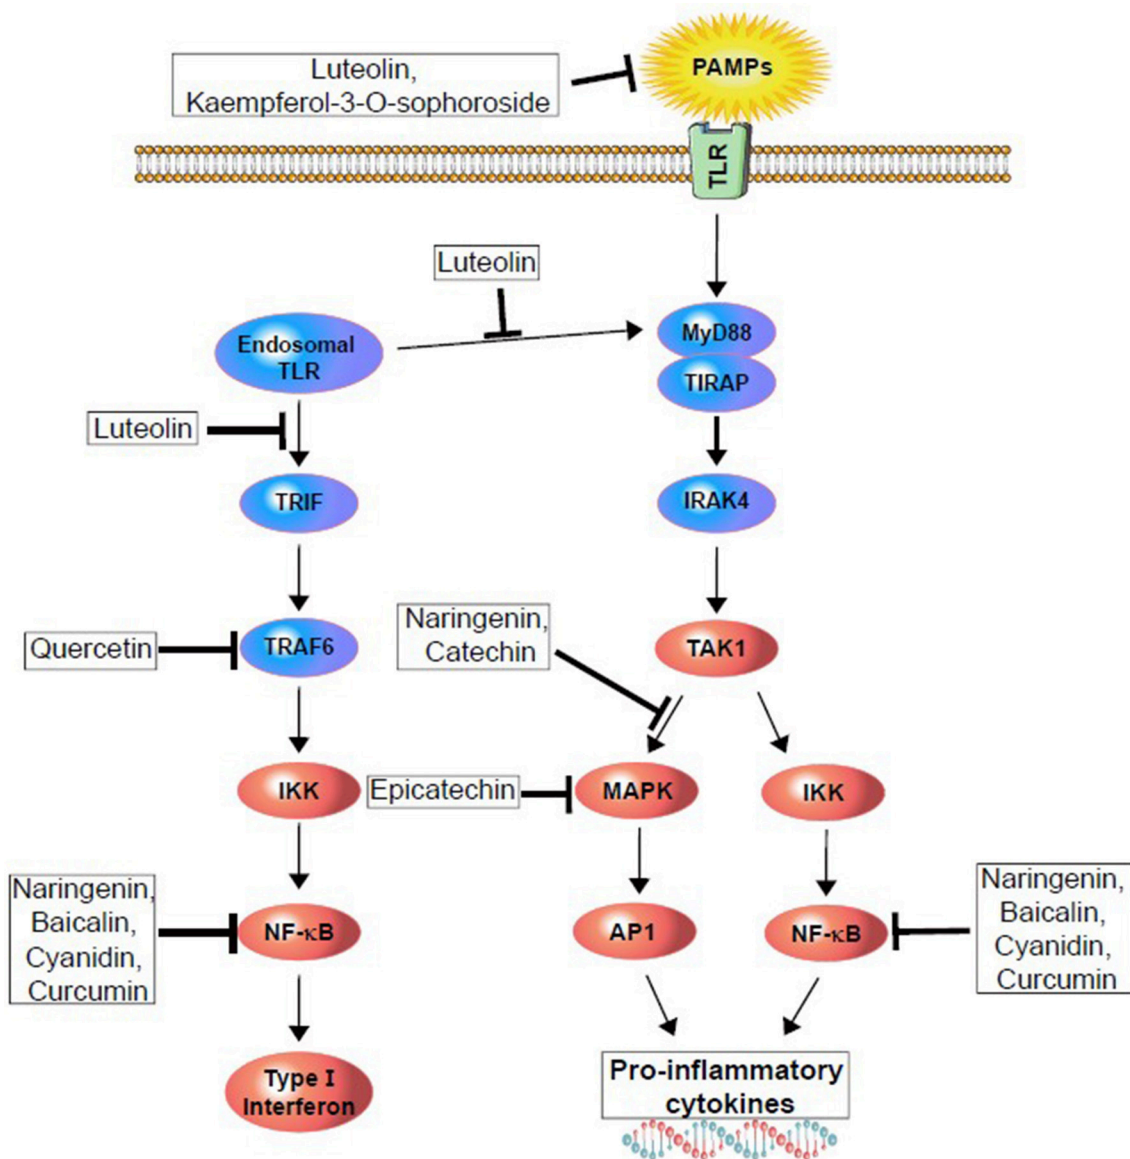 Luteolin,
Kaempferol-3-O-sophoroside
PAMPs
TLR
Luteolin
Endosomal
TLR
MyD88
TIRAP
Luteolin
TRIF
IRAK4
Naringenin,
Catechin
Quercetin
TRAF6
TAK1
IKK
Epicatechin
MAPK
IKK
Naringenin,
Baicalin,
Cyanidin,
Curcumin
NF-κB
AP1
NF-κB
Naringenin,
Baicalin,
Cyanidin,
Curcumin
Type I
Interferon
Pro-inflammatory
cytokines